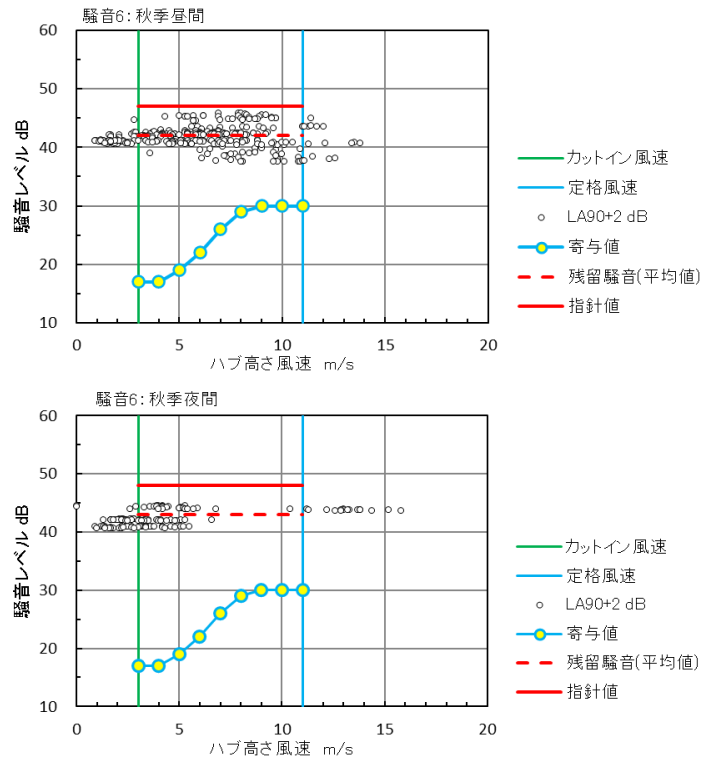 騒音6：秋季昼間
60
50
40
30
20
10
騒音レベル dB
0
5
10
15
20
ハブ高さ風速 m/s
カットイン風速
定格風速
LA90+2 dB
寄与値
残留騒音(平均値)
指針値
騒音6：秋季夜間
60
50
40
30
20
10
騒音レベル dB
0
5
10
15
20
ハブ高さ風速 m/s
カットイン風速
定格風速
LA90+2 dB
寄与値
残留騒音(平均値)
指針値